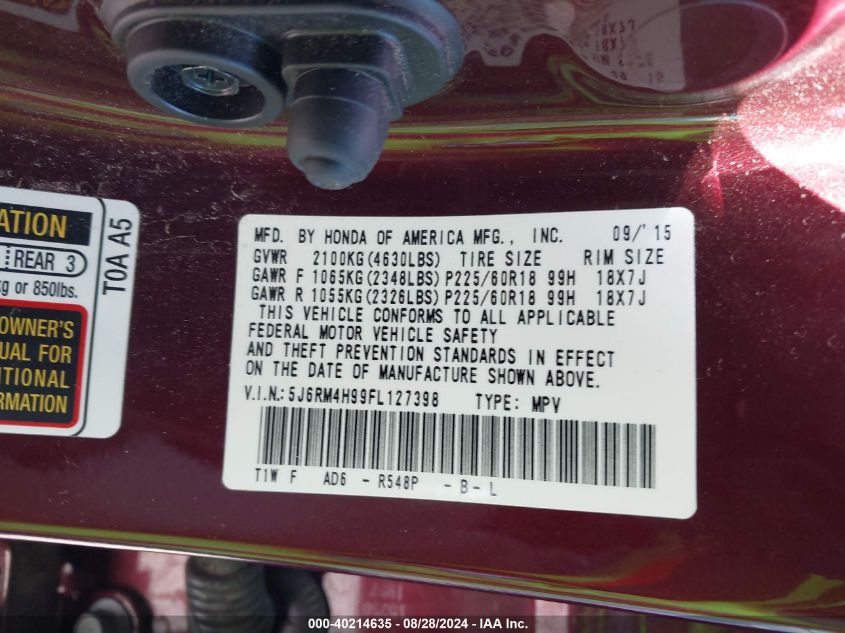 ATION
REAR 3
kg or 850lbs.
OWNER'S
UAL FOR
ITIONAL
RMATION
T0A A5
MFD. BY HONDA OF AMERICA MFG., INC. 09/'15
GVWR 2100KG(4630LBS) TIRE SIZE RIM SIZE
GAWR F 1065KG(2348LBS) P225/60R18 99H 18X7J
GAWR R 1055KG(2326LBS) P225/60R18 99H 18X7J
THIS VEHICLE CONFORMS TO ALL APPLICABLE
FEDERAL MOTOR VEHICLE SAFETY
AND THEFT PREVENTION STANDARDS IN EFFECT
ON THE DATE OF MANUFACTURE SHOWN ABOVE.
V.I.N.: 5J6RM4H99FL127398 TYPE: MPV
T1W F AD6 - R548P - B - L
000-40214635 - 08/28/2024 - IAA Inc.